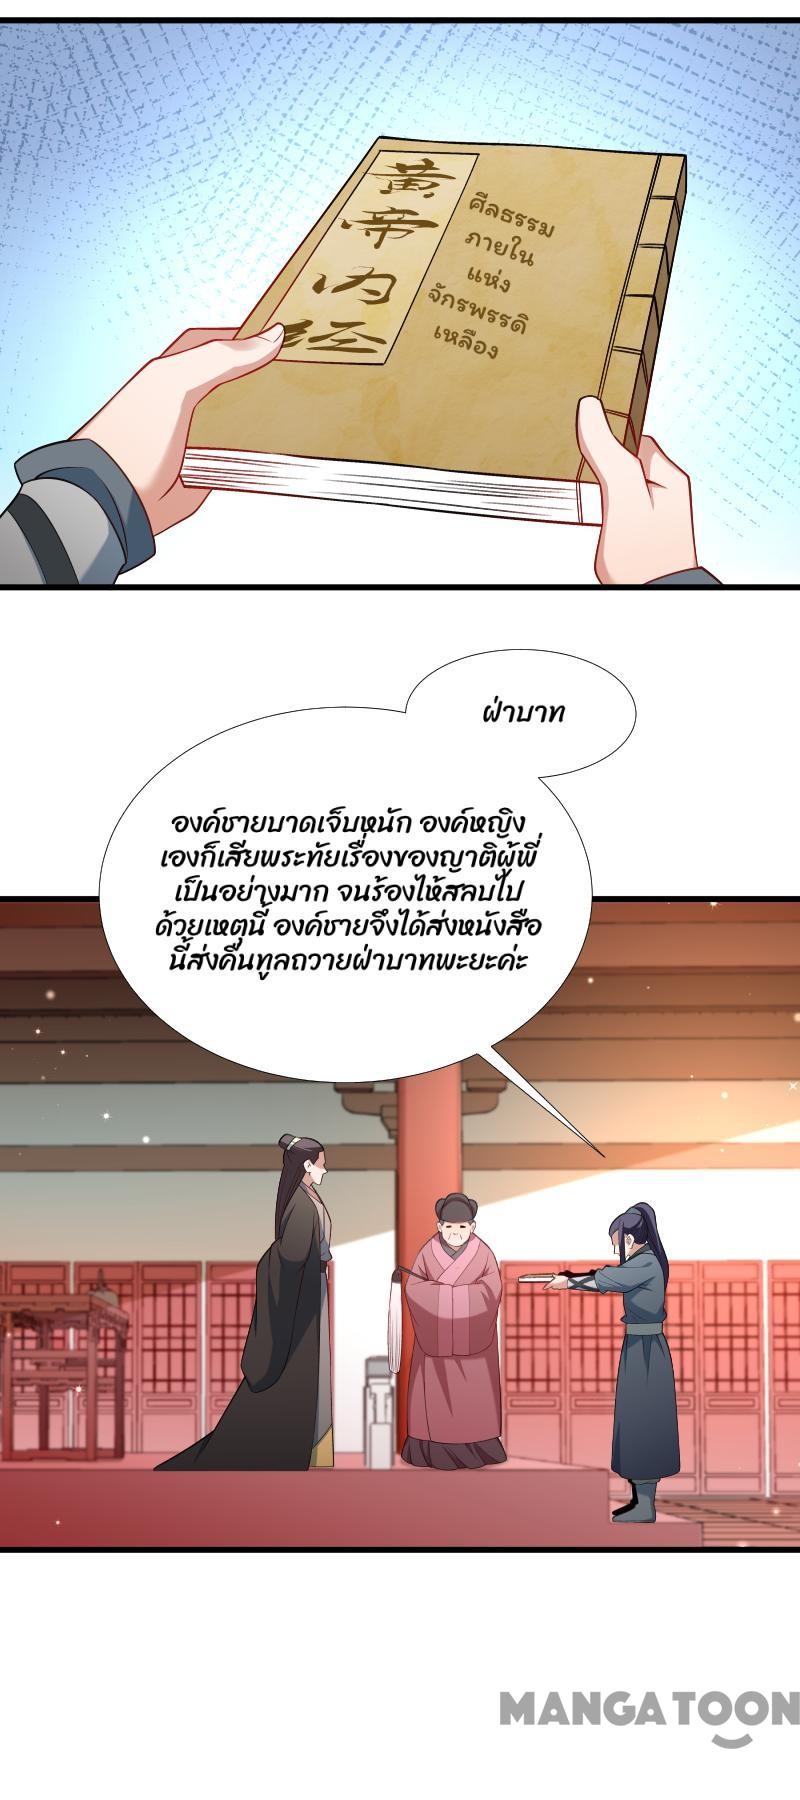 黄帝内经
ศีลธรรม
ภายใน
แห่ง
จักรพรรดิ
เหลือง
ฝ่าบาท
องค์ชายบาดเจ็บหนัก องค์หญิง
เองก็เสียพระทัยเรื่องของญาติผู้พี่
เป็นอย่างมาก จนร้องไห้สลบไป
ด้วยเหตุนี้ องค์ชายจึงได้ส่งหนังสือ
นี้ส่งคืนทูลถวายฝ่าบาทพะยะค่ะ
MANGATOON